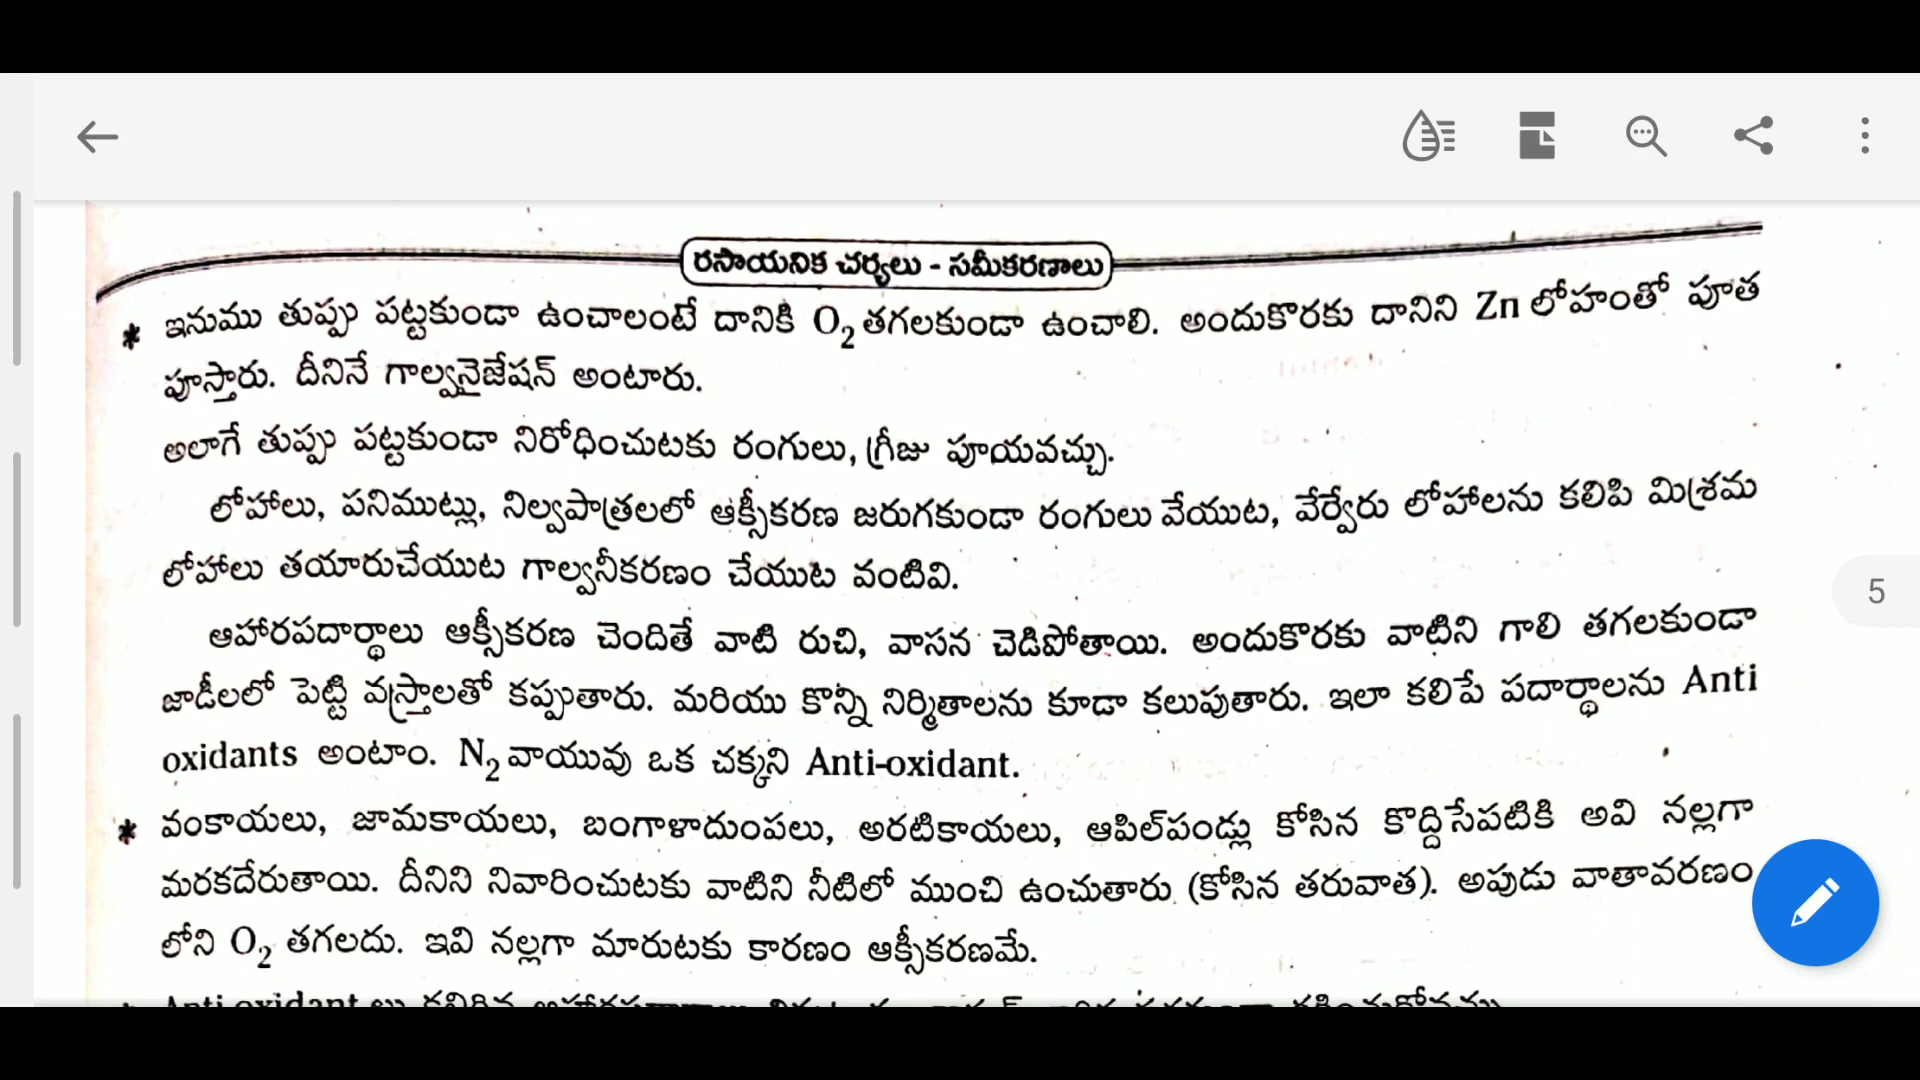 రసాయనిక చర్యలు - సమీకరణాలు
* ఇనుము తుప్పు పట్టకుండా ఉంచాలంటే దానికి O2 తగలకుండా ఉంచాలి. అందుకొరకు దానిని Zn లోహంతో పూత
పూస్తారు. దీనినే గాల్వనైజేషన్ అంటారు.
అలాగే తుప్పు పట్టకుండా నిరోధించుటకు రంగులు, గ్రీజు పూయవచ్చు.
లోహాలు, పనిముట్లు, నిల్వపాత్రలలో ఆక్సీకరణ జరుగకుండా రంగులు వేయుట, వేర్వేరు లోహాలను కలిపి మిశ్రమ
లోహాలు తయారుచేయుట గాల్వనీకరణం చేయుట వంటివి.
5
ఆహారపదార్థాలు ఆక్సీకరణ చెందితే వాటి రుచి, వాసన చెడిపోతాయి. అందుకొరకు వాటిని గాలి తగలకుండా
జాడీలలో పెట్టి వస్త్రాలతో కప్పుతారు. మరియు కొన్ని నిర్మితాలను కూడా కలుపుతారు. ఇలా కలిపే పదార్థాలను Anti
oxidants అంటాం. N2 వాయువు ఒక చక్కని Anti-oxidant.
* వంకాయలు, జామకాయలు, బంగాళాదుంపలు, అరటికాయలు, ఆపిల్‌పండ్లు కోసిన కొద్దిసేపటికి అవి నల్లగా
మరకదేరుతాయి. దీనిని నివారించుటకు వాటిని నీటిలో ముంచి ఉంచుతారు (కోసిన తరువాత). అపుడు వాతావరణం
లోని O2 తగలదు. ఇవి నల్లగా మారుటకు కారణం ఆక్సీకరణమే.